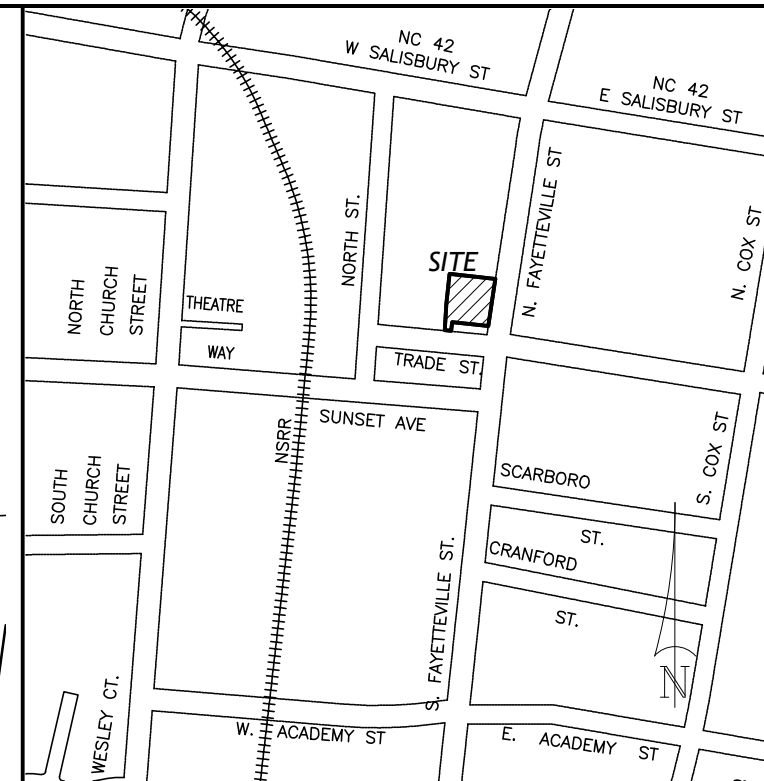 NC 42
W SALISBURY ST
NC 42
E SALISBURY ST
N. FAYETTEVILLE ST
N. COX ST
NORTH ST.
SITE
NORTH
CHURCH
STREET
THEATRE
WAY
TRADE ST.
SUNSET AVE
NSRR
S. COX ST
SCARBORO
ST.
SOUTH
CHURCH
STREET
CRANFORD
ST.
S. FAYETTEVILLE ST.
N
WESLEY CT.
W. ACADEMY ST
E. ACADEMY ST